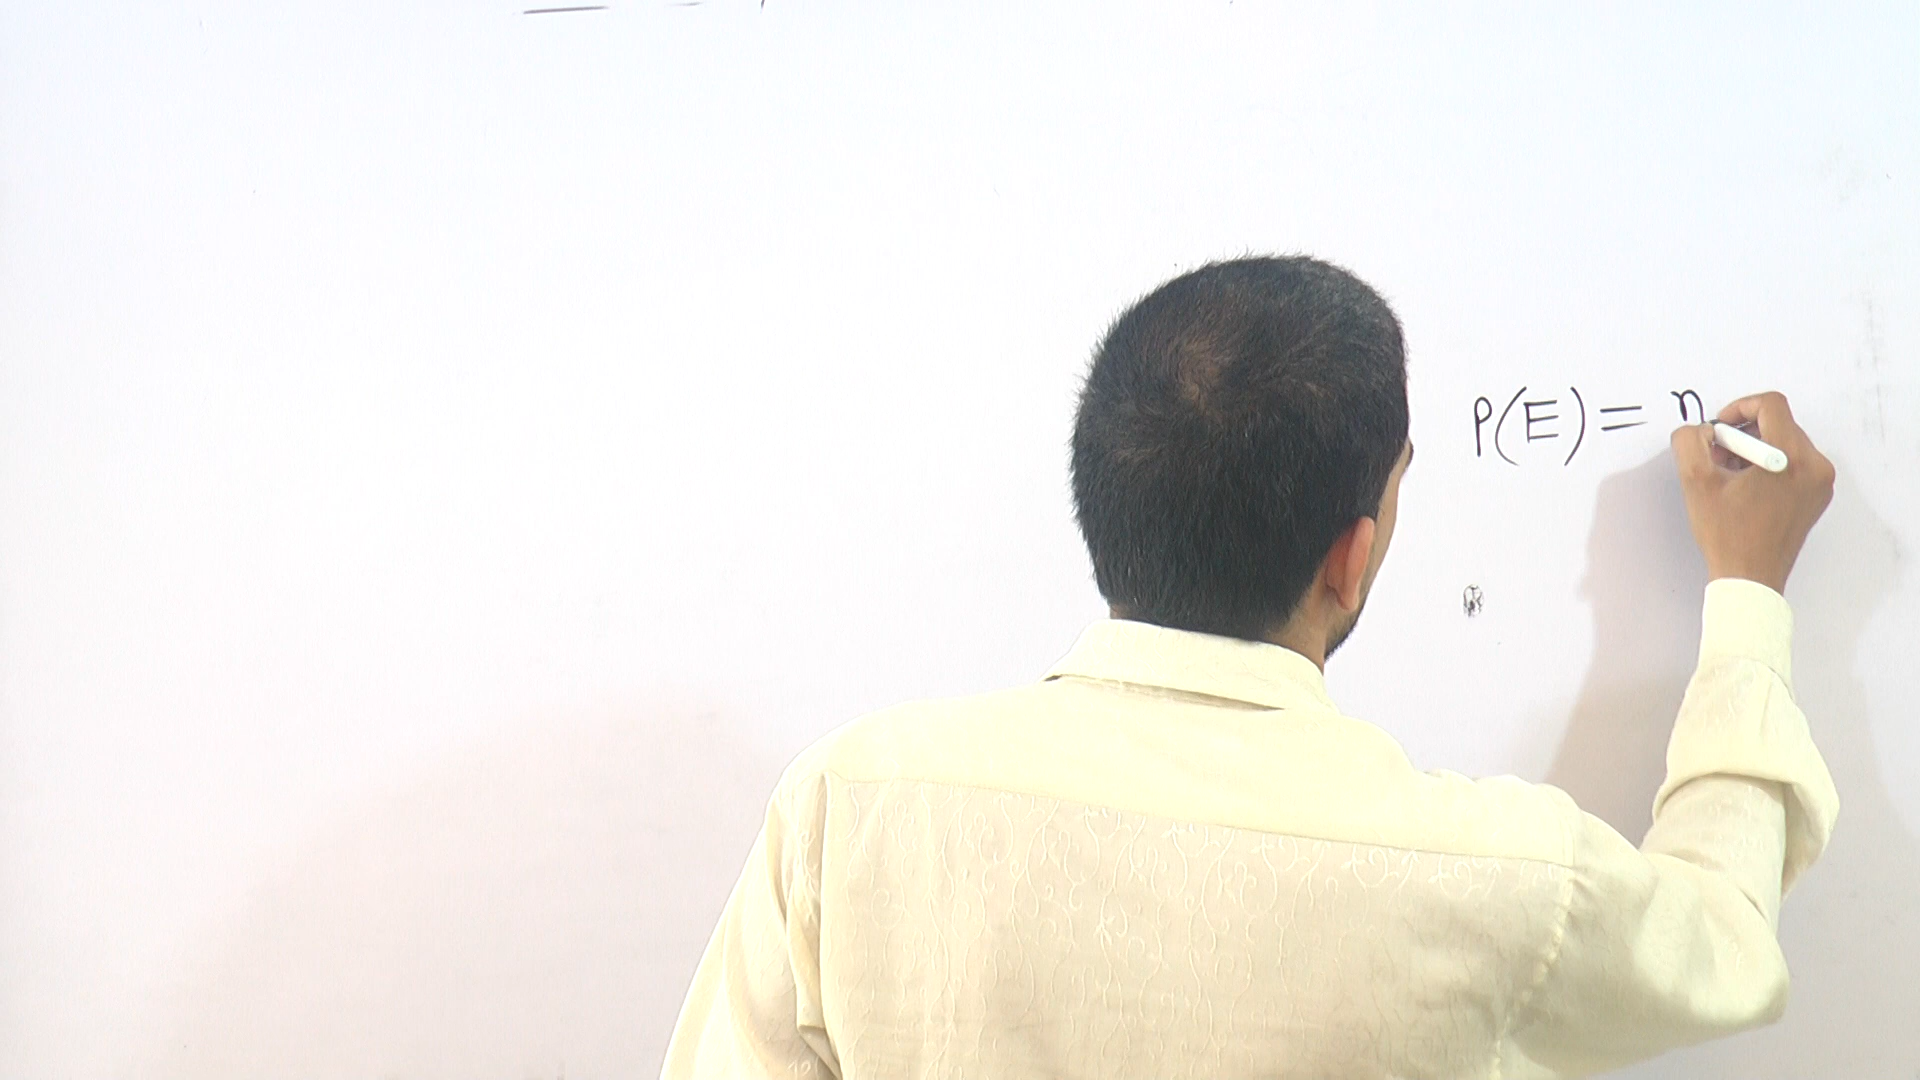 P(E) = n